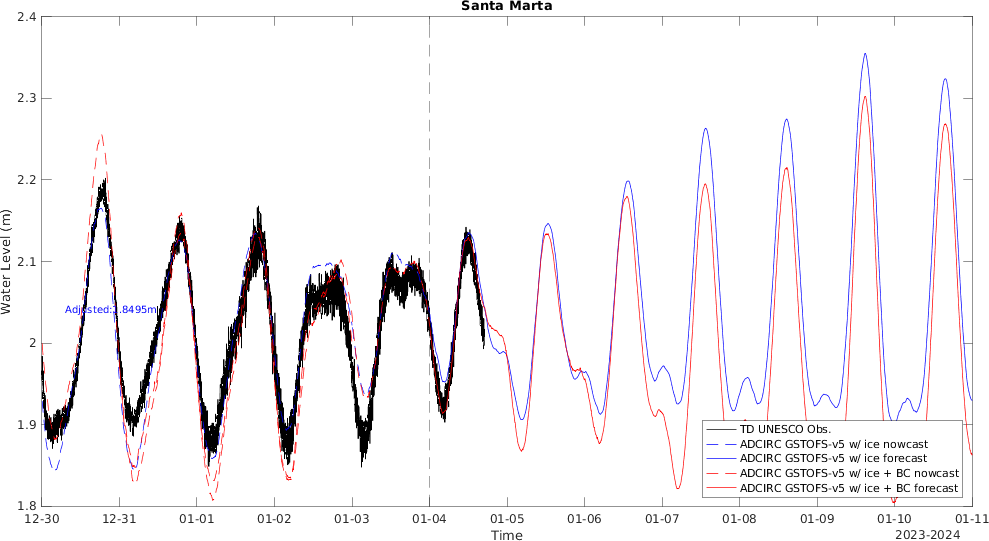 Santa Marta
2.4
2.3
2.2
2.1
2
1.9
1.8
Water Level (m)
Adjusted:1.8495m
TD UNESCO Obs.
ADCIRC GSTOFS-v5 w/ ice nowcast
ADCIRC GSTOFS-v5 w/ ice forecast
ADCIRC GSTOFS-v5 w/ ice + BC nowcast
ADCIRC GSTOFS-v5 w/ ice + BC forecast
12-30 12-31 01-01 01-02 01-03 01-04 01-05 01-06 01-07 01-08 01-09 01-10 01-11
Time
2023-2024